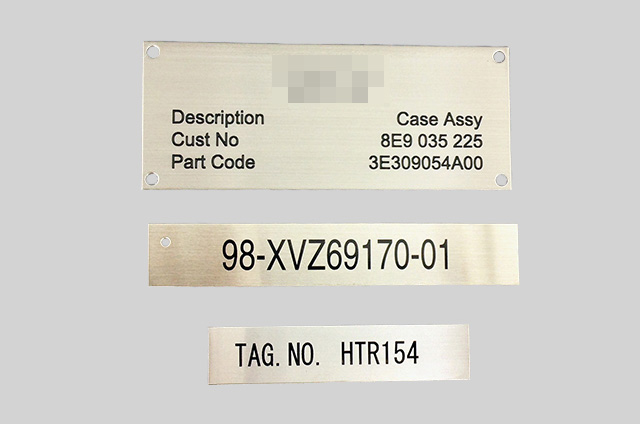 Description Case Assy
Cust No 8E9 035 225
Part Code 3E309054A00
98-XVZ69170-01
TAG.NO. HTR154